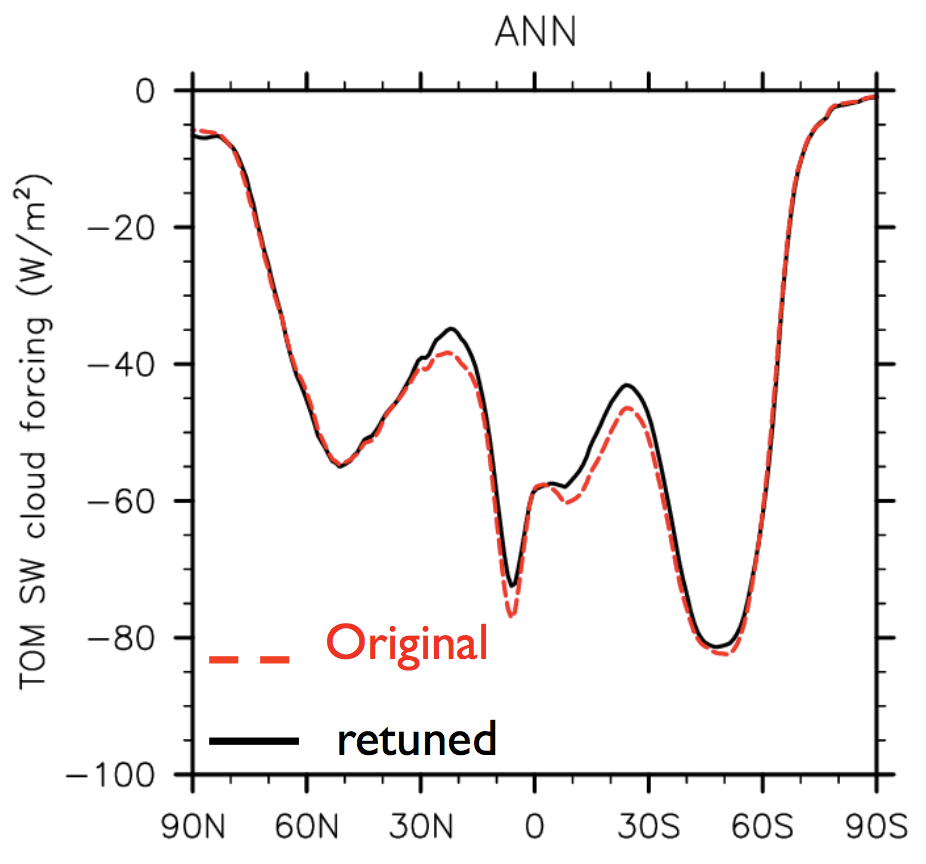 ANN
TOM SW cloud forcing (W/m²)
0
−20
−40
−60
−80
−100
Original
retuned
90N 60N 30N 0 30S 60S 90S